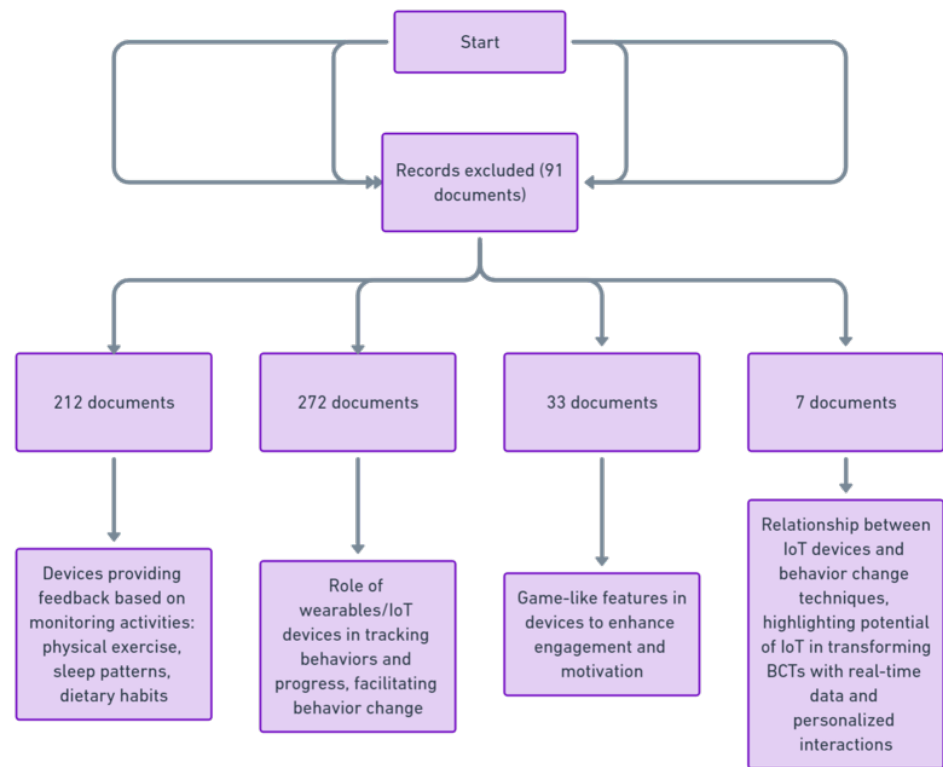 Start
Records excluded (91
documents)
212 documents
272 documents
33 documents
7 documents
Devices providing
feedback based on
monitoring activities:
physical exercise,
sleep patterns,
dietary habits
Role of
wearables/IoT
devices in tracking
behaviors and
progress, facilitating
behavior change
Game-like features in
devices to enhance
engagement and
motivation
Relationship between
IoT devices and
behavior change
techniques,
highlighting potential
of IoT in transforming
BCTs with real-time
data and
personalized
interactions